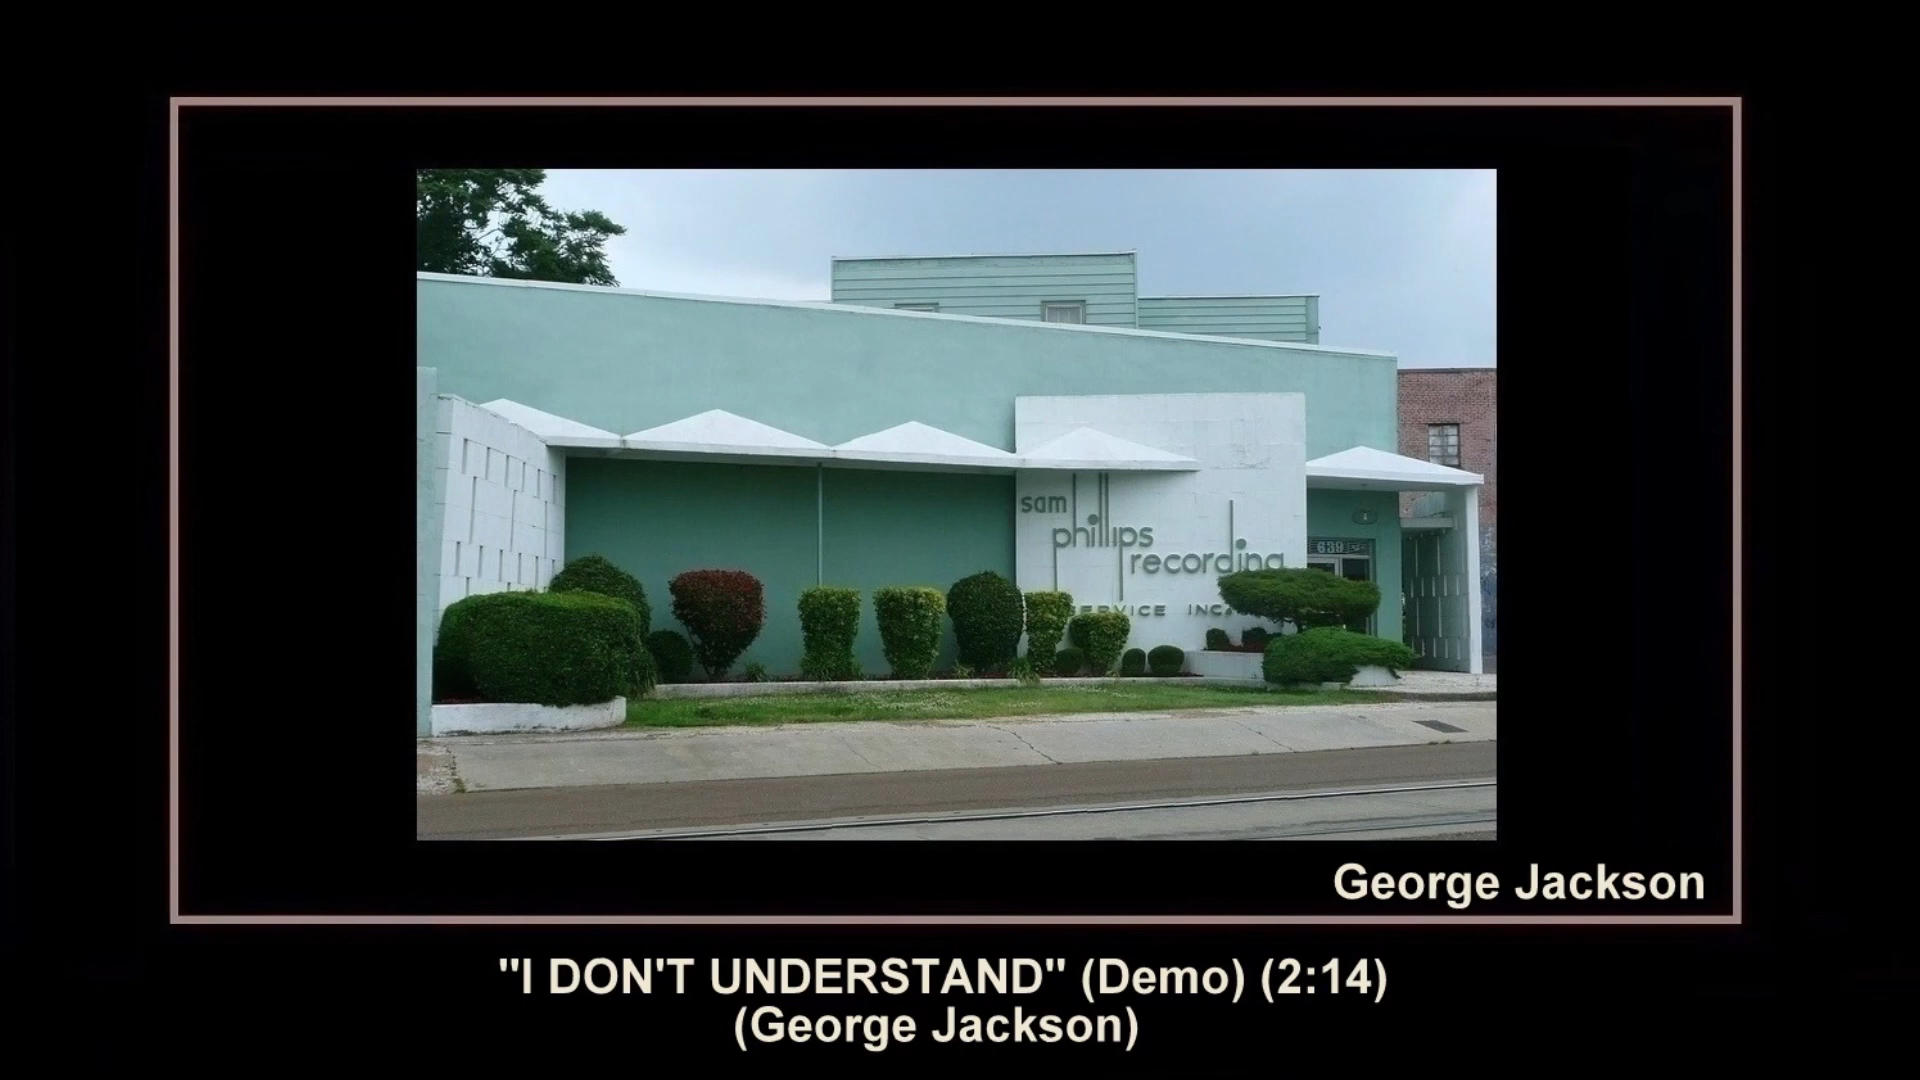 sam
phillips
recording
SERVICE INC.
639
George Jackson
"I DON'T UNDERSTAND" (Demo) (2:14)
(George Jackson)